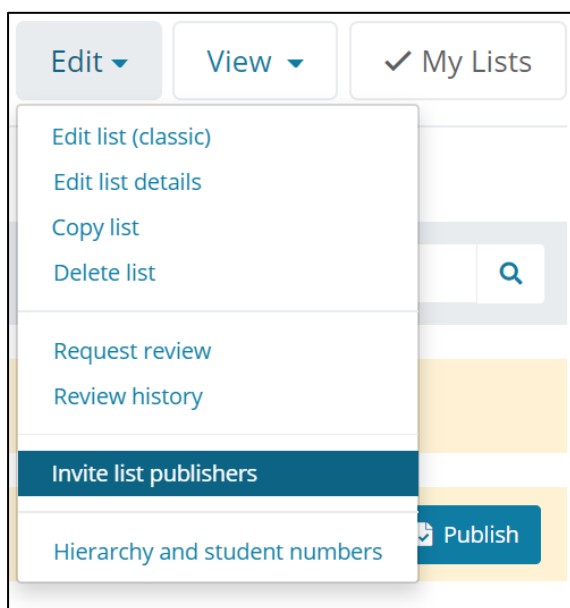 Edit
View
My Lists
Edit list (classic)
Edit list details
Copy list
Delete list
Request review
Review history
Invite list publishers
Hierarchy and student numbers
Publish